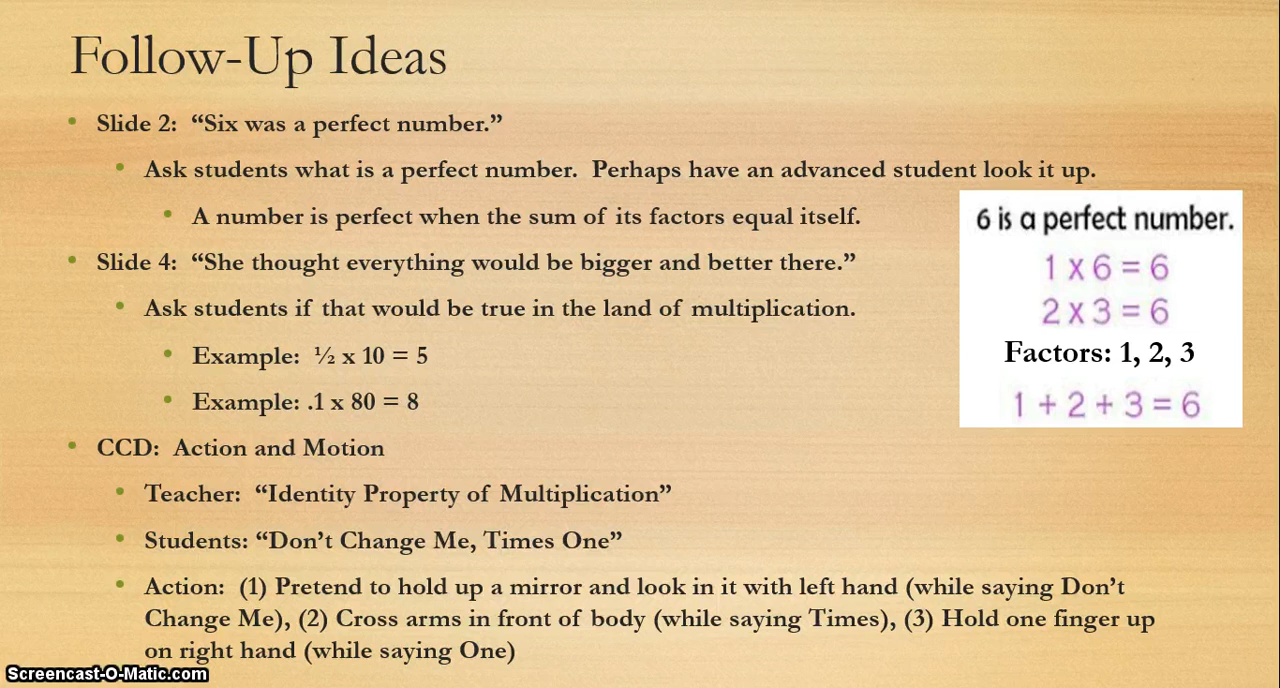 Follow-Up Ideas
• Slide 2: “Six was a perfect number.”
• Ask students what is a perfect number. Perhaps have an advanced student look it up.
• A number is perfect when the sum of its factors equal itself.
• Slide 4: “She thought everything would be bigger and better there.”
• Ask students if that would be true in the land of multiplication.
• Example: ½ x 10 = 5
• Example: .1 x 80 = 8
• CCD: Action and Motion
• Teacher: “Identity Property of Multiplication”
• Students: “Don’t Change Me, Times One”
• Action: (1) Pretend to hold up a mirror and look in it with left hand (while saying Don’t
Change Me), (2) Cross arms in front of body (while saying Times), (3) Hold one finger up
on right hand (while saying One)
6 is a perfect number.
1 x 6 = 6
2 x 3 = 6
Factors: 1, 2, 3
1 + 2 + 3 = 6
Screencast-O-Matic.com